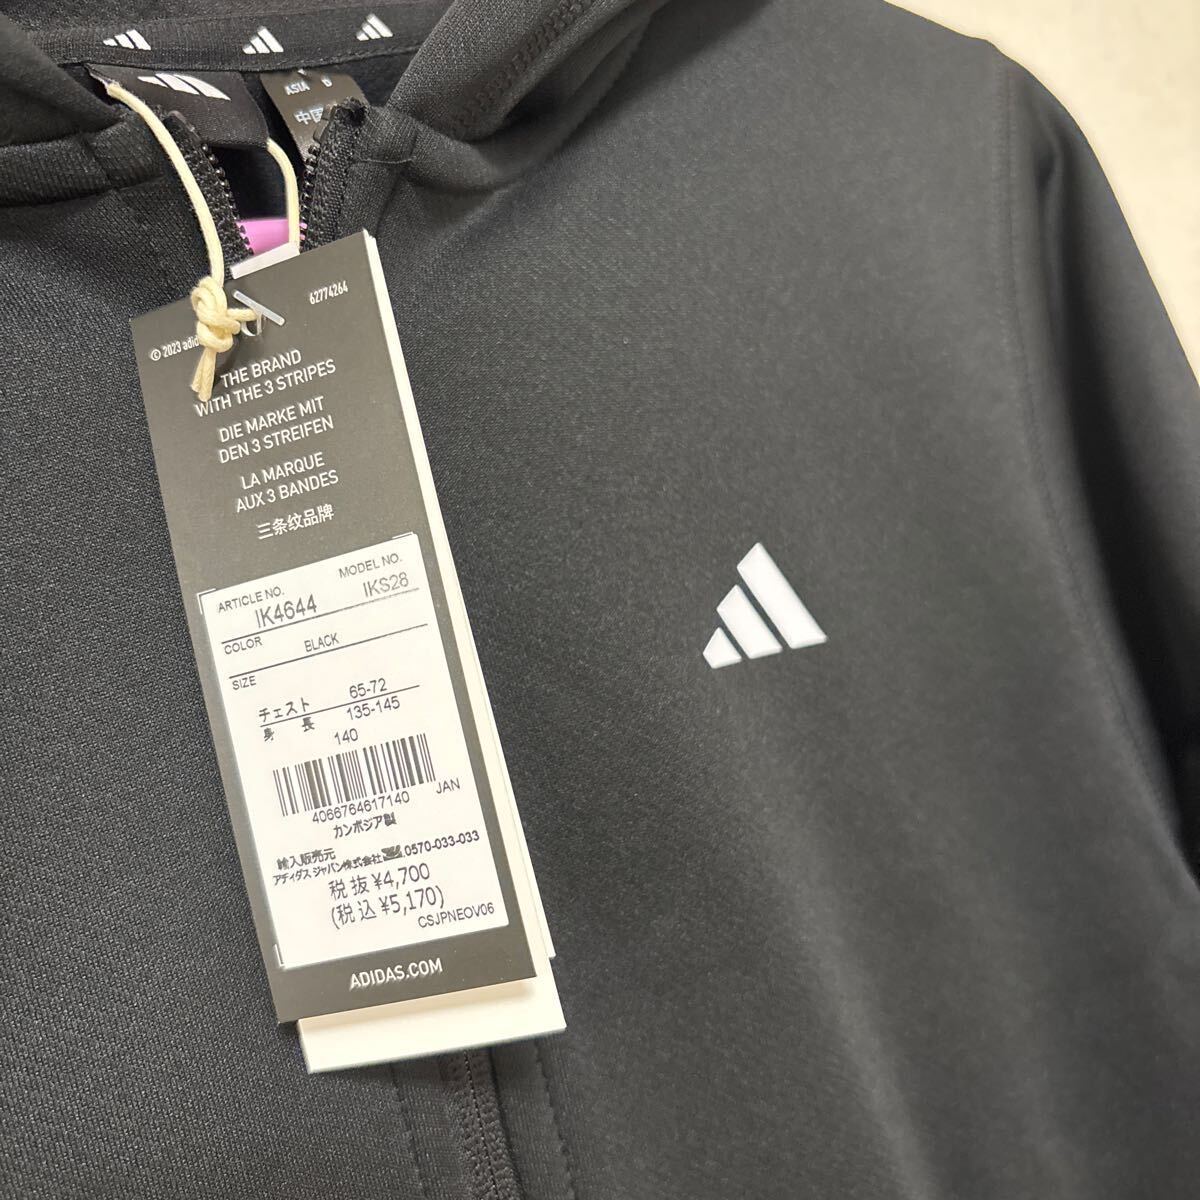 ASIA D
中国
62774264
© 2023 adid
THE BRAND
WITH THE 3 STRIPES
DIE MARKE MIT
DEN 3 STREIFEN
LA MARQUE
AUX 3 BANDES
三条纹品牌
ARTICLE NO. MODEL NO.
IK4644 IKS28
COLOR BLACK
SIZE
チェスト 65-72
身長 135-145
140
4066764617140 JAN
カンボジア製
輸入販売元
アディダス ジャパン株式会社 0570-033-033
税抜 ¥4,700
(税込 ¥5,170)
CSJPNEOV06
ADIDAS.COM